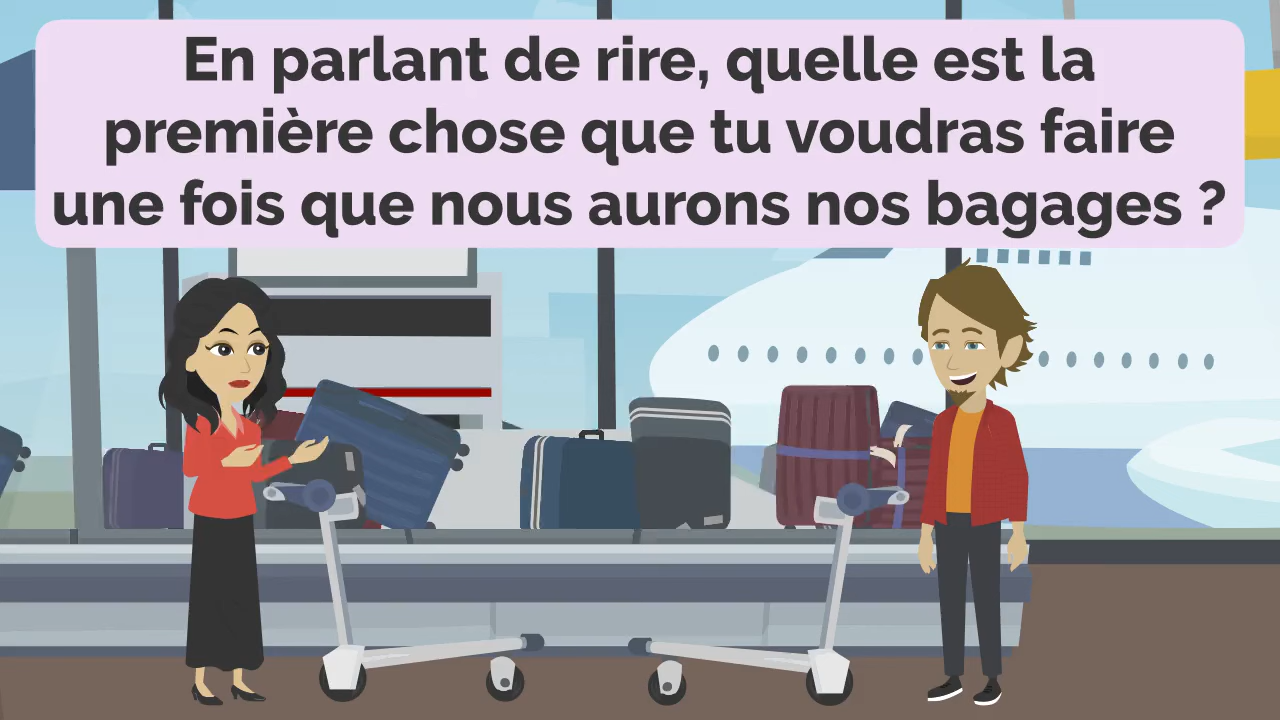 En parlant de rire, quelle est la
première chose que tu voudras faire
une fois que nous aurons nos bagages ?